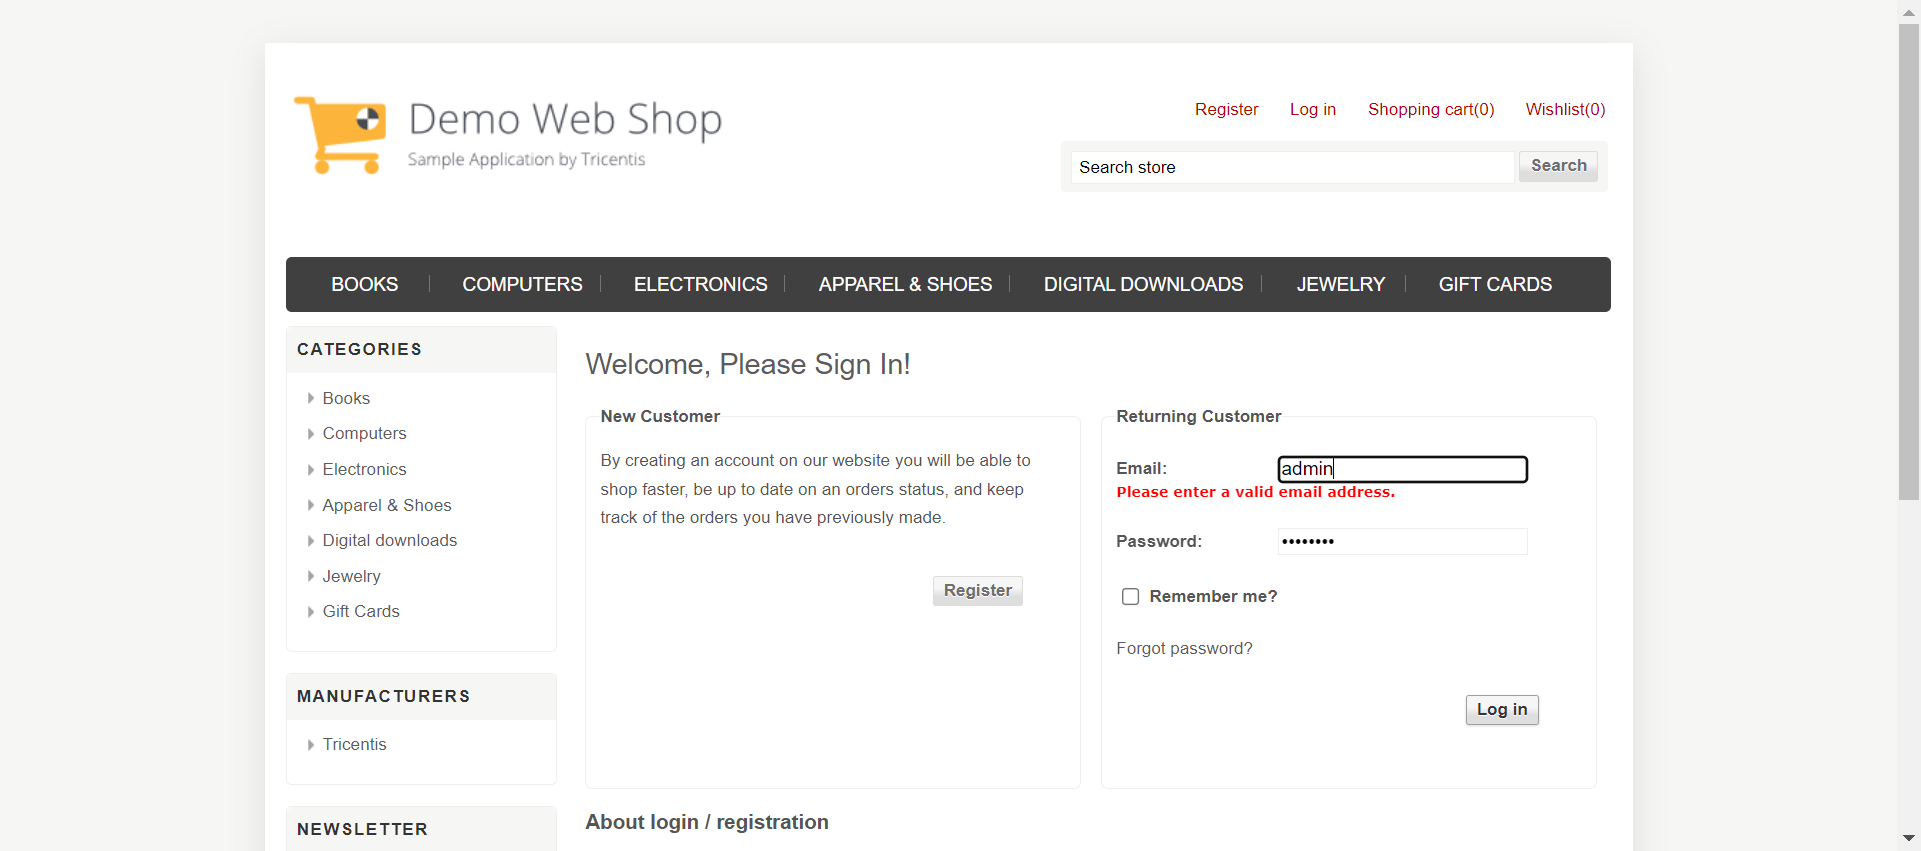 Demo Web Shop
Sample Application by Tricentis
Register Log in Shopping cart(0) Wishlist(0)
Search store Search
BOOKS COMPUTERS ELECTRONICS APPAREL & SHOES DIGITAL DOWNLOADS JEWELRY GIFT CARDS
CATEGORIES
Books
Computers
Electronics
Apparel & Shoes
Digital downloads
Jewelry
Gift Cards
MANUFACTURERS
Tricentis
NEWSLETTER
Welcome, Please Sign In!
New Customer
By creating an account on our website you will be able to
shop faster, be up to date on an orders status, and keep
track of the orders you have previously made.
Register
Returning Customer
Email: admin
Please enter a valid email address.
Password: ••••••••
Remember me?
Forgot password?
Log in
About login / registration